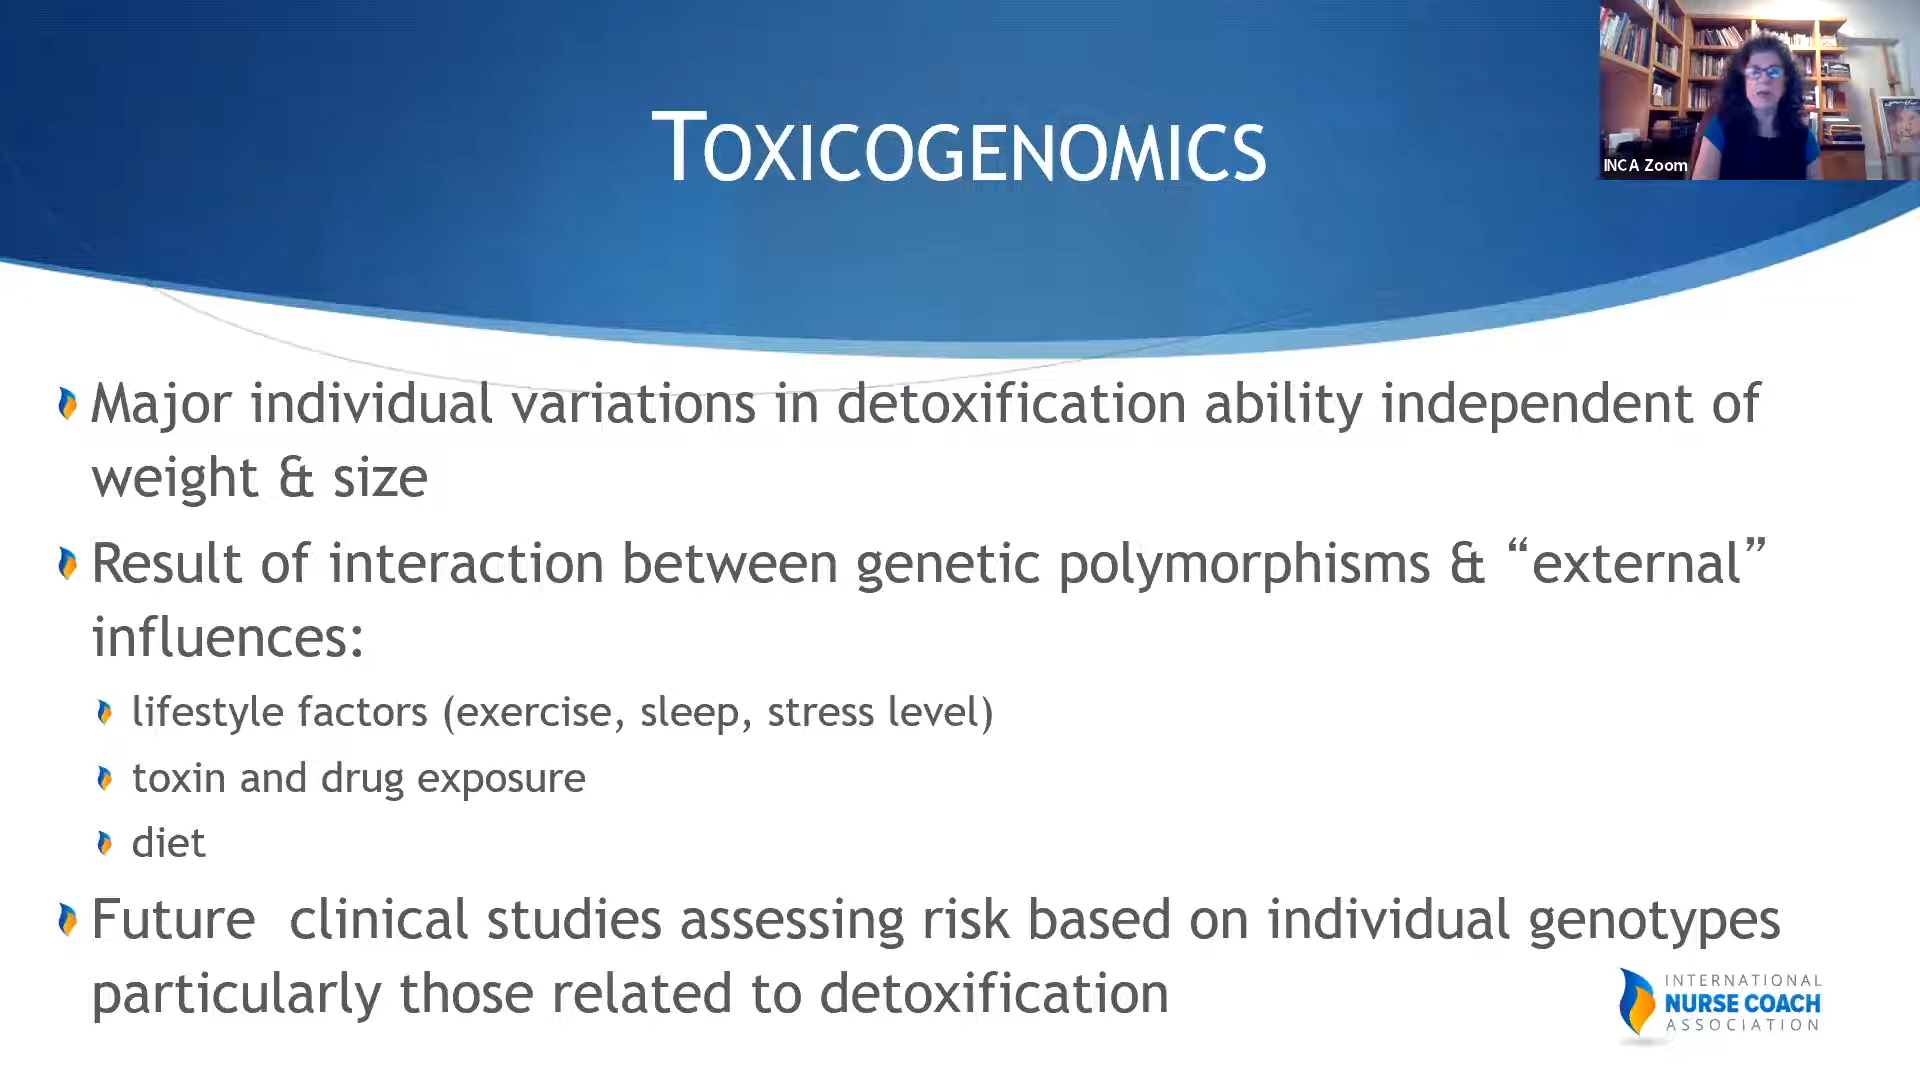 TOXICOGENOMICS
INCA Zoom
Major individual variations in detoxification ability independent of
weight & size
Result of interaction between genetic polymorphisms & “external”
influences:
lifestyle factors (exercise, sleep, stress level)
toxin and drug exposure
diet
Future  clinical studies assessing risk based on individual genotypes
particularly those related to detoxification
INTERNATIONAL
NURSE COACH
ASSOCIATION